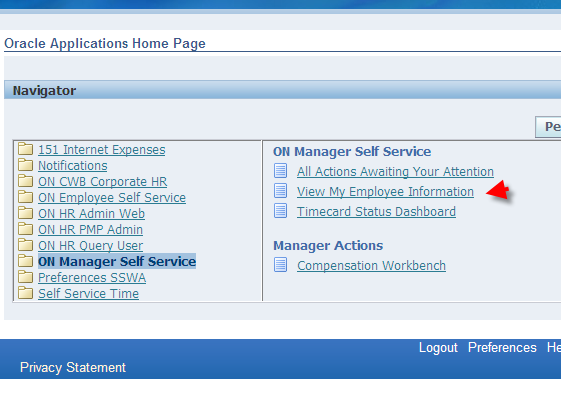 Oracle Applications Home Page
Navigator
Pe
151 Internet Expenses
Notifications
ON CWB Corporate HR
ON Employee Self Service
ON HR Admin Web
ON HR PMP Admin
ON HR Query User
ON Manager Self Service
Preferences SSWA
Self Service Time
ON Manager Self Service
All Actions Awaiting Your Attention
View My Employee Information
Timecard Status Dashboard
Manager Actions
Compensation Workbench
Logout Preferences He
Privacy Statement